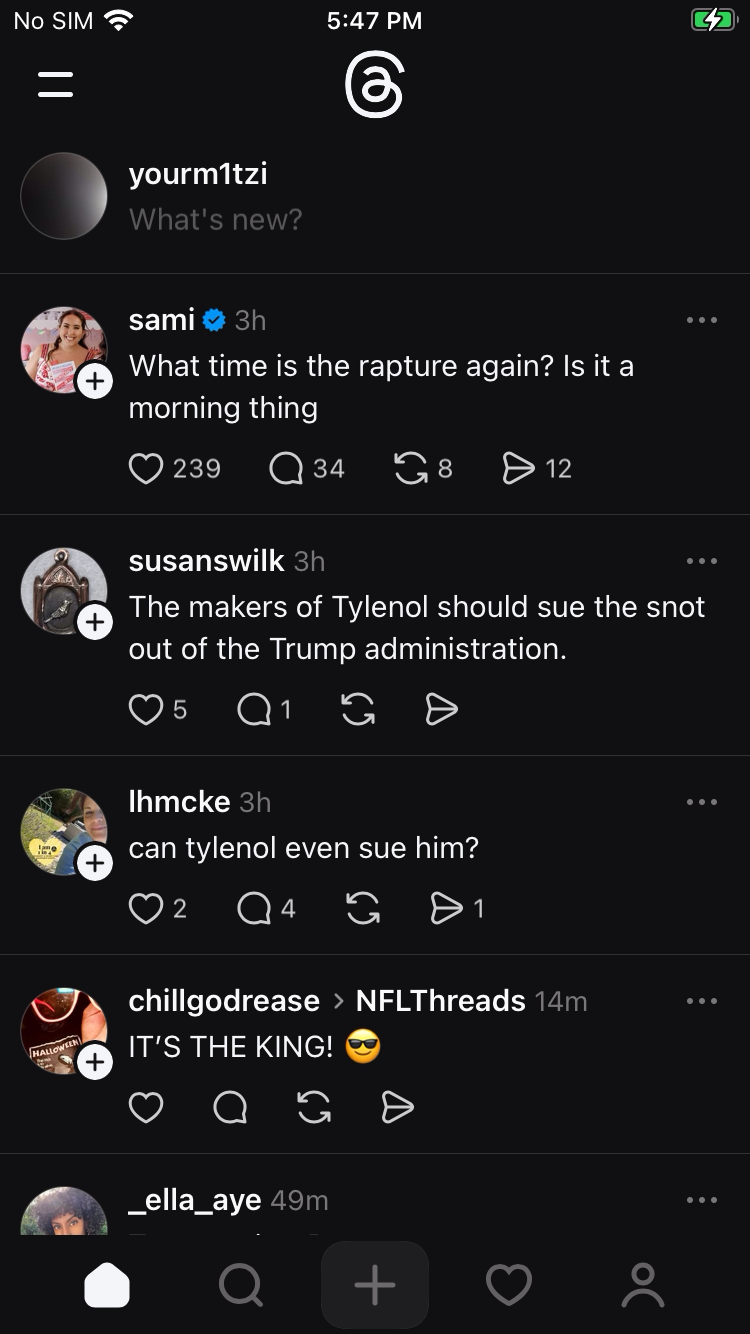 No SIM 5:47 PM
yourm1tzi
What's new?
sami 3h
What time is the rapture again? Is it a
morning thing
239 34 8 12
susanswilk 3h
The makers of Tylenol should sue the snot
out of the Trump administration.
5 1
lhmcke 3h
can tylenol even sue him?
2 4 1
chillgodrease > NFLThreads 14m
HALLOWEEN
IT’S THE KING! 😎
_ella_aye 49m